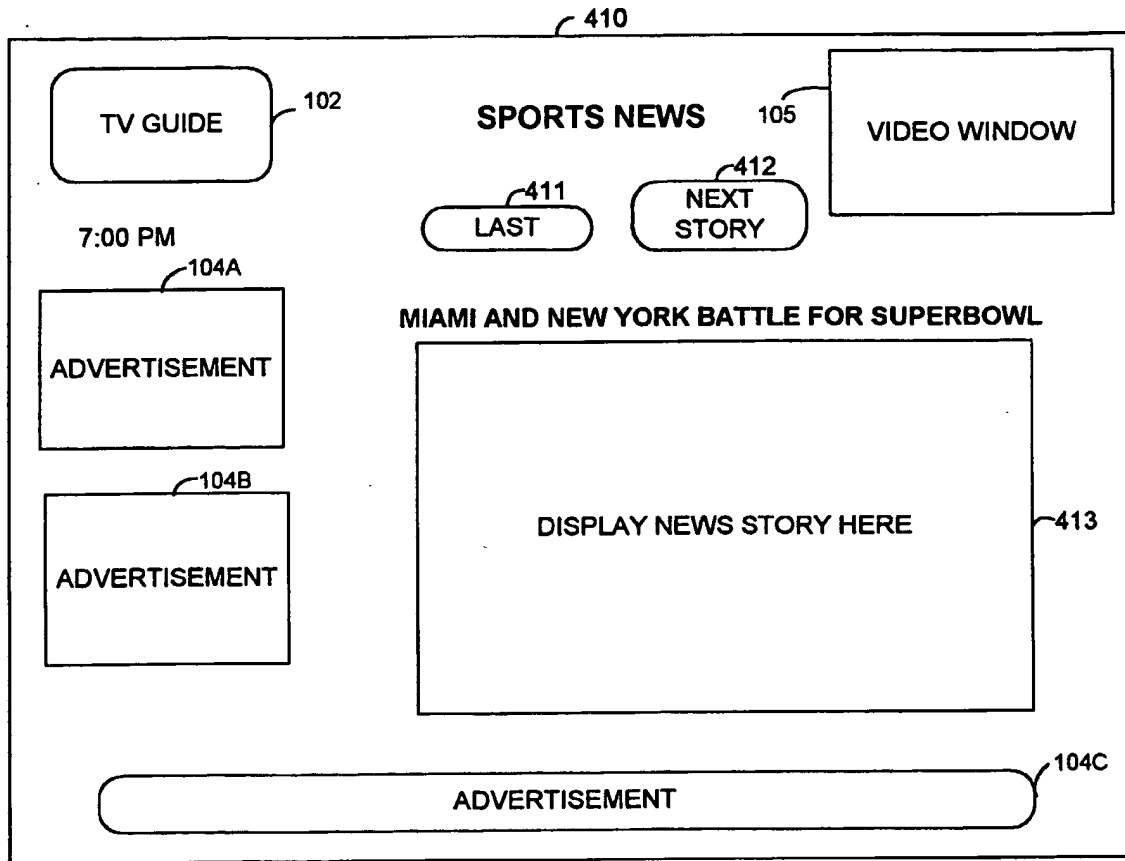 410
TV GUIDE
102
SPORTS NEWS
105
VIDEO WINDOW
411
LAST
412
NEXT
STORY
7:00 PM
104A
ADVERTISEMENT
MIAMI AND NEW YORK BATTLE FOR SUPERBOWL
104B
ADVERTISEMENT
DISPLAY NEWS STORY HERE
413
104C
ADVERTISEMENT